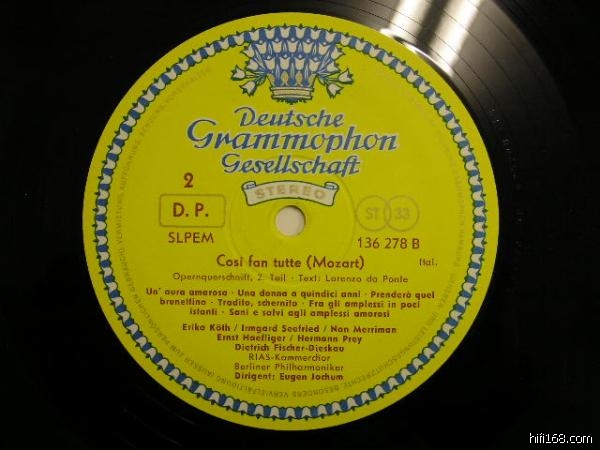 Deutsche
Grammophon
Gesellschaft
STEREO
2
D. P.
SLPEM
ST 33
136 278 B
Così fan tutte (Mozart)
Ital.
Opernquerschnitt, 2. Teil · Text: Lorenzo da Ponte
Un' aura amorosa · Una donna a quindici anni · Prenderò quel
brunettino · Tradito, schernito · Fra gli amplessi in poci
istanti · Sani e salvi agli amplessi amorosi
Erika Köth / Irmgard Seefried / Nan Merriman
Ernst Haefliger / Hermann Prey
Dietrich Fischer-Dieskau
RIAS-Kammerchor
Berliner Philharmoniker
Dirigent: Eugen Jochum
hifi168.com